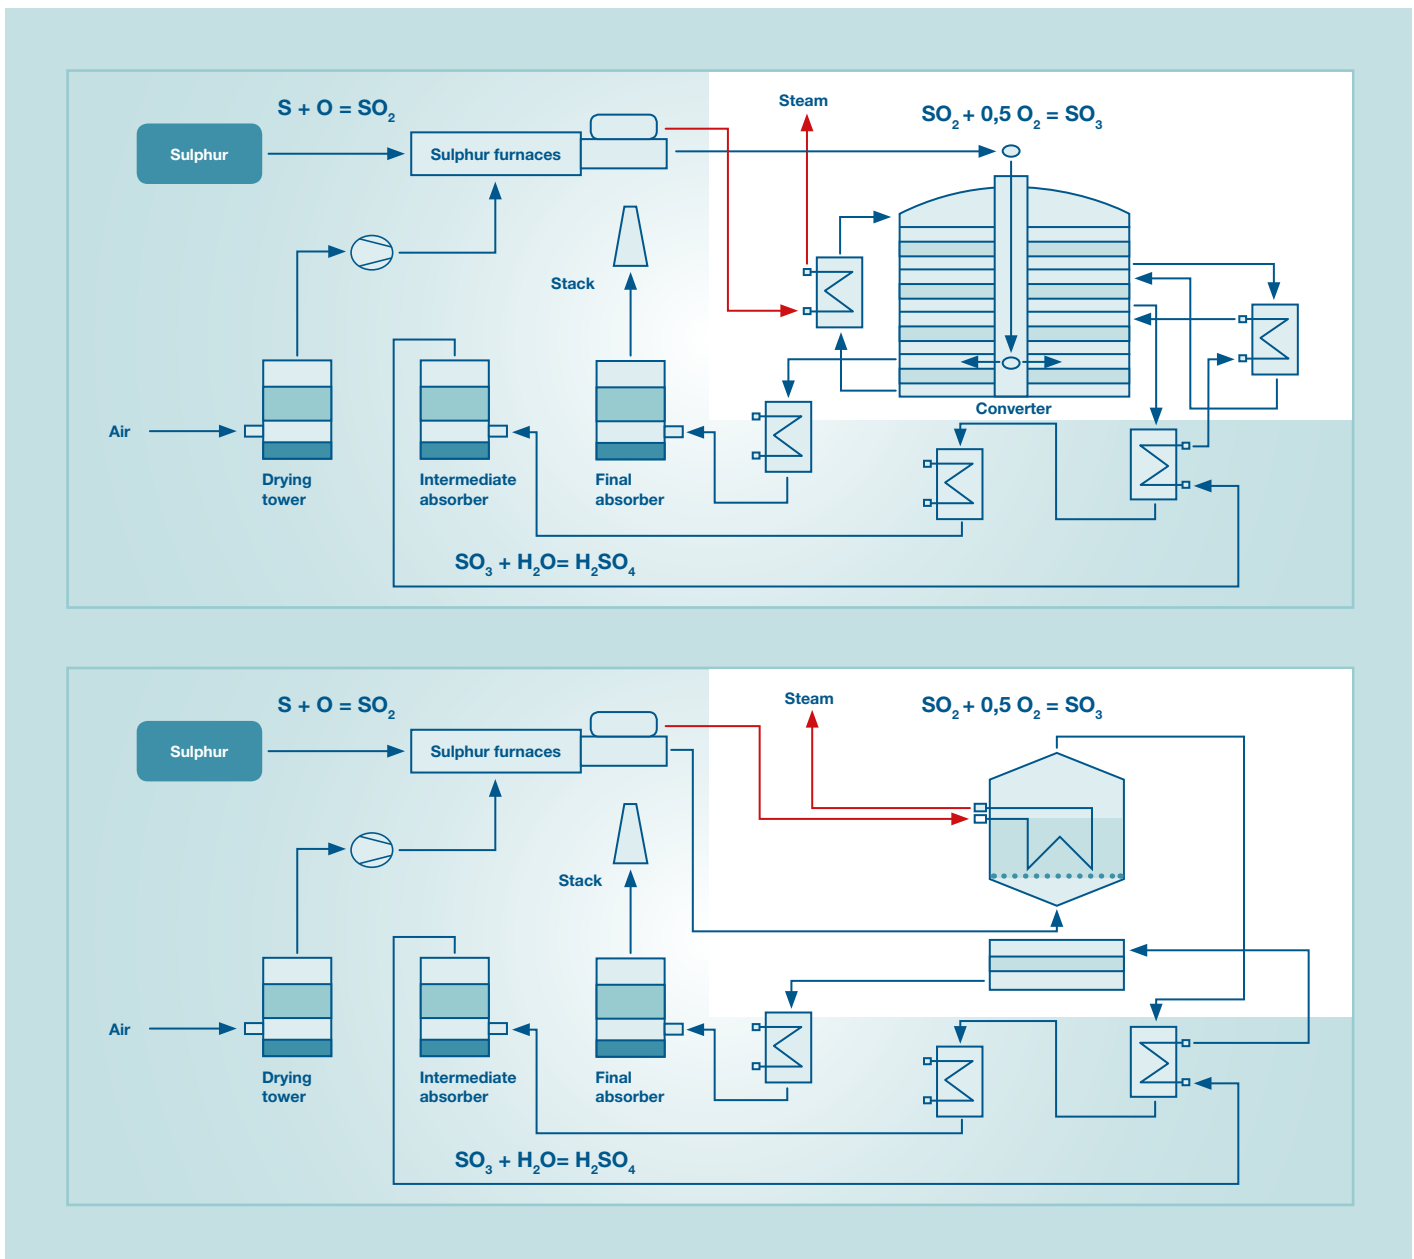 S + O = SO₂
Steam
SO₂ + 0,5 O₂ = SO₃
Sulphur
Sulphur furnaces
Stack
Converter
Air
Drying
tower
Intermediate
absorber
Final
absorber
SO₃ + H₂O= H₂SO₄
S + O = SO₂
Steam
SO₂ + 0,5 O₂ = SO₃
Sulphur
Sulphur furnaces
Stack
Air
Drying
tower
Intermediate
absorber
Final
absorber
SO₃ + H₂O= H₂SO₄